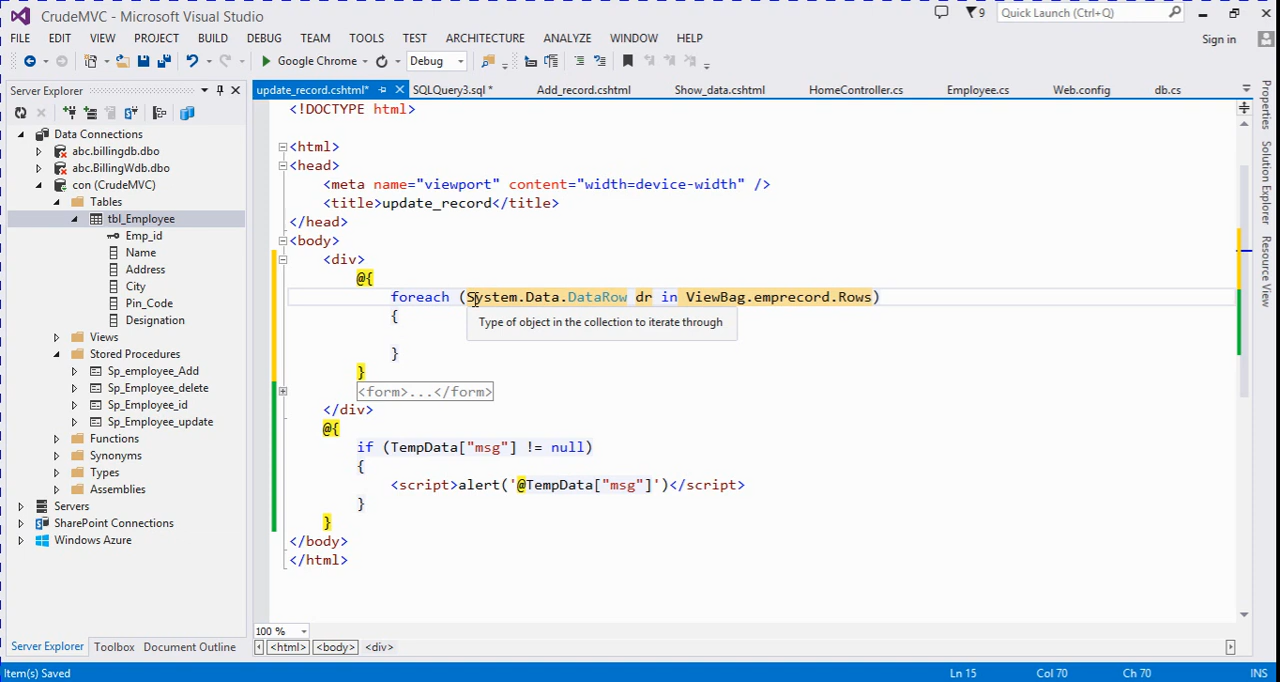 CrudeMVC - Microsoft Visual Studio
9
Quick Launch (Ctrl+Q)
FILE EDIT VIEW PROJECT BUILD DEBUG TEAM TOOLS TEST ARCHITECTURE ANALYZE WINDOW HELP
Sign in
Google Chrome
Debug
Server Explorer
update_record.cshtml* SQLQuery3.sql * Add_record.cshtml Show_data.cshtml HomeController.cs Employee.cs Web.config db.cs
Data Connections
abc.billingdb.dbo
abc.BillingWdb.dbo
con (CrudeMVC)
Tables
tbl_Employee
Emp_id
Name
Address
City
Pin_Code
Designation
Views
Stored Procedures
Sp_employee_Add
Sp_Employee_delete
Sp_Employee_id
Sp_Employee_update
Functions
Synonyms
Types
Assemblies
Servers
SharePoint Connections
Windows Azure
Server Explorer Toolbox Document Outline
<!DOCTYPE html>
<html>
<head>
<meta name="viewport" content="width=device-width" />
<title>update_record</title>
</head>
<body>
<div>
@{
foreach (System.Data.DataRow dr in ViewBag.emprecord.Rows)
{
Type of object in the collection to iterate through
}
}
<form>...</form>
</div>
@{
if (TempData["msg"] != null)
{
<script>alert('@TempData["msg"]')</script>
}
}
</body>
</html>
100 %
<html> <body> <div>
Properties
Solution Explorer
Resource View
Item(s) Saved
Ln 15 Col 70 Ch 70 INS